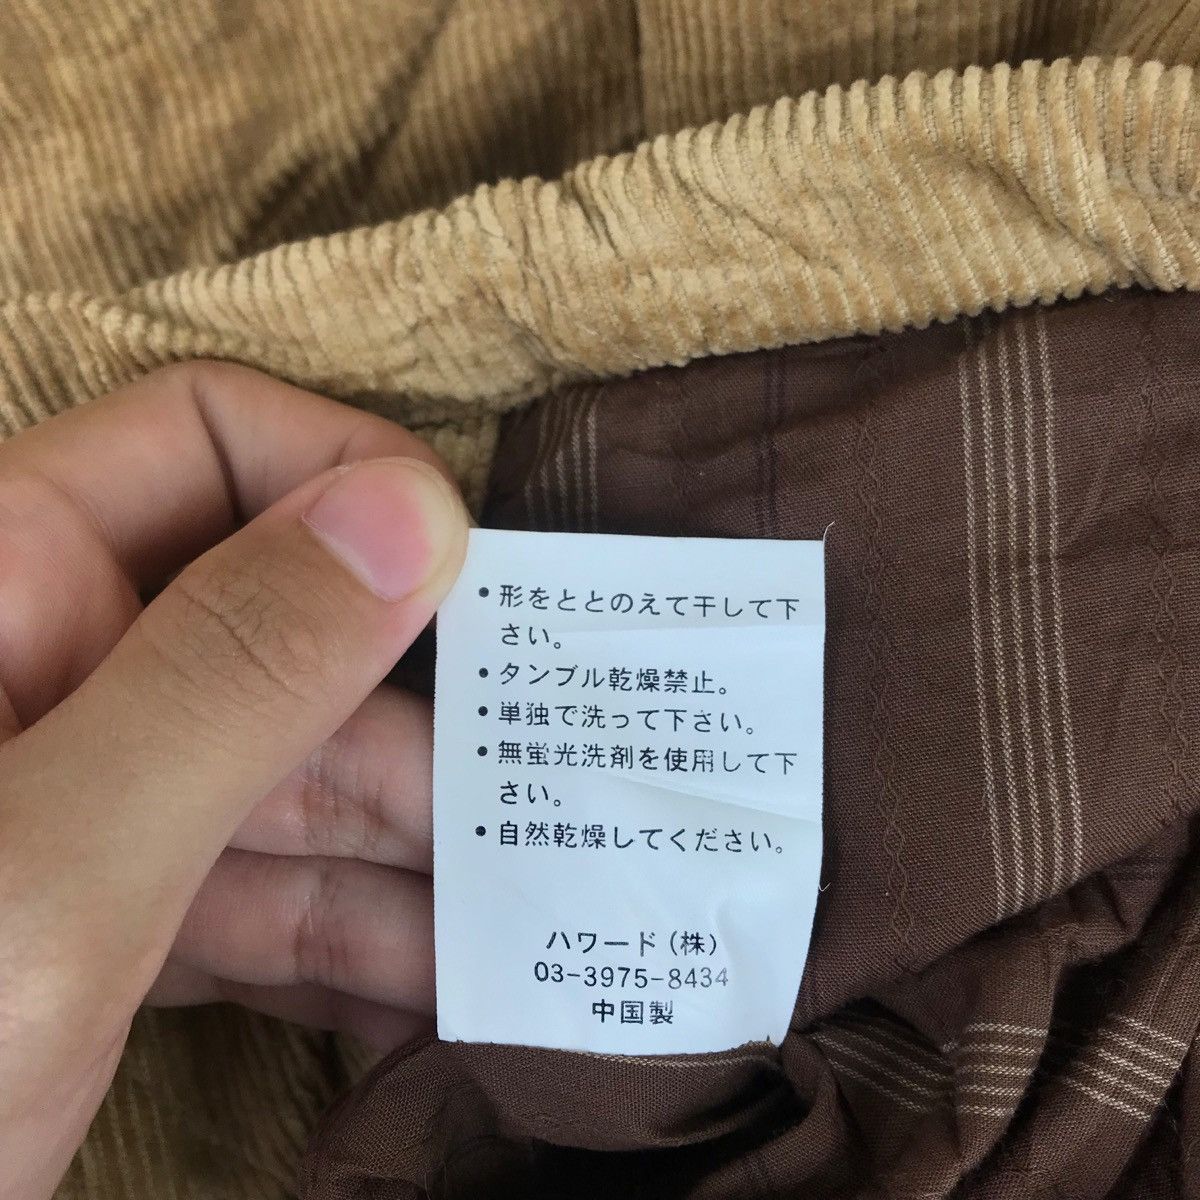 • 形をととのえて干して下
さい。
• タンブル乾燥禁止。
• 単独で洗って下さい。
• 無蛍光洗剤を使用して下
さい。
• 自然乾燥してください。
ハワード(株)
03-3975-8434
中国製